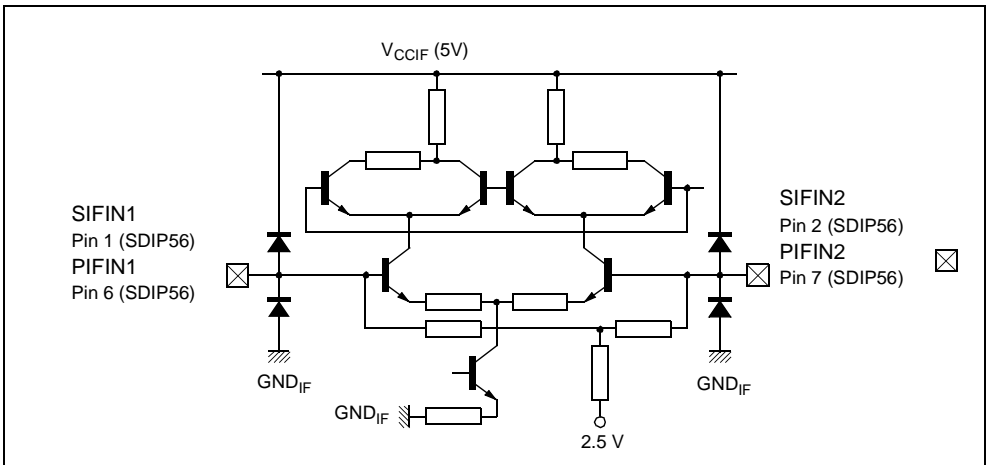 V_CCIF (5V)
SIFIN1
Pin 1 (SDIP56)
PIFIN1
Pin 6 (SDIP56)
SIFIN2
Pin 2 (SDIP56)
PIFIN2
Pin 7 (SDIP56)
GND_IF
GND_IF
GND_IF
2.5 V